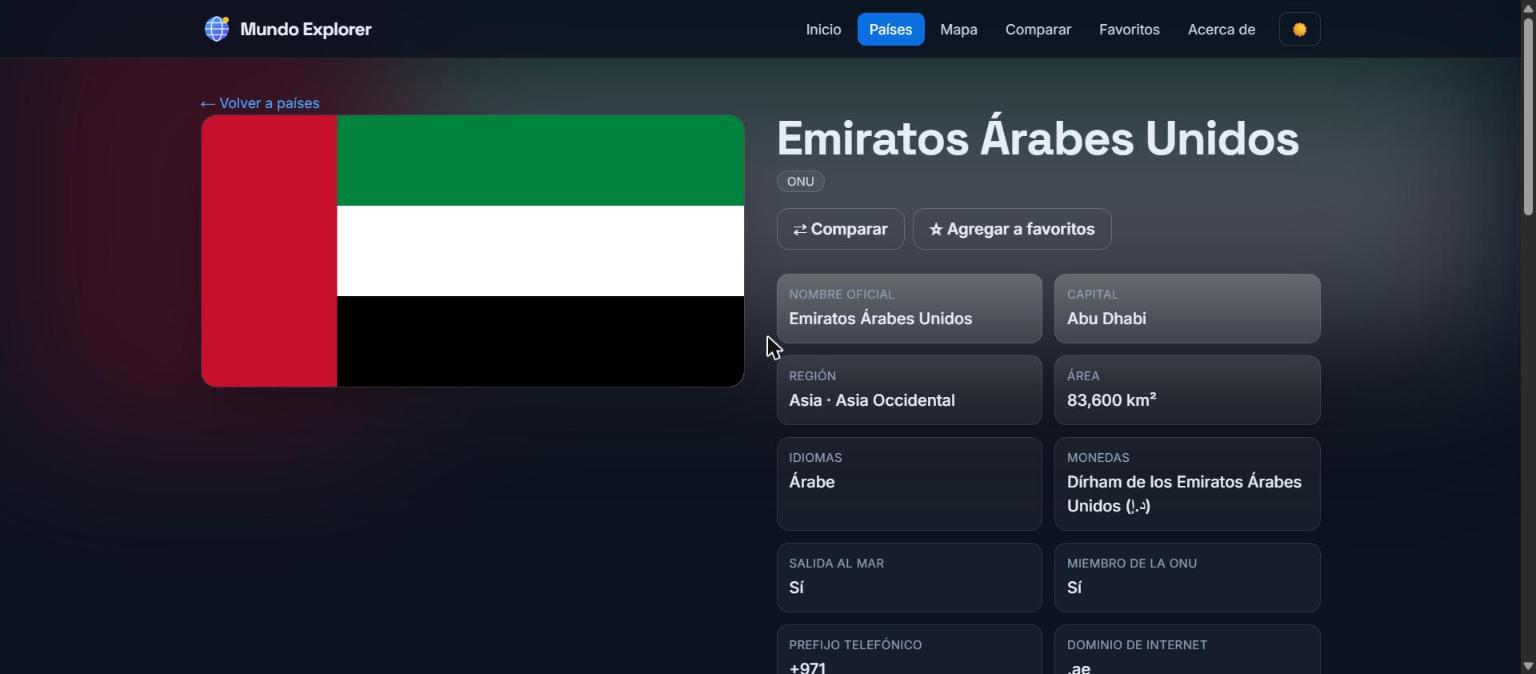 Mundo Explorer
Inicio
Países
Mapa
Comparar
Favoritos
Acerca de
← Volver a países
Emiratos Árabes Unidos
ONU
⇄ Comparar
☆ Agregar a favoritos
NOMBRE OFICIAL
Emiratos Árabes Unidos
CAPITAL
Abu Dhabi
REGIÓN
Asia · Asia Occidental
ÁREA
83,600 km²
IDIOMAS
Árabe
MONEDAS
Dírham de los Emiratos Árabes
Unidos (د.إ)
SALIDA AL MAR
Sí
MIEMBRO DE LA ONU
Sí
PREFIJO TELEFÓNICO
+971
DOMINIO DE INTERNET
.ae